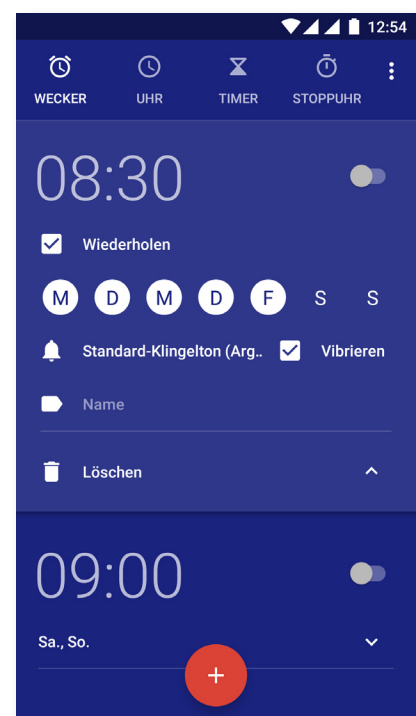 12:54
WECKER UHR TIMER STOPPUHR
08:30
Wiederholen
M D M D F S S
Standard-Klingelton (Arg.. Vibrieren
Name
Löschen
09:00
Sa., So.
+